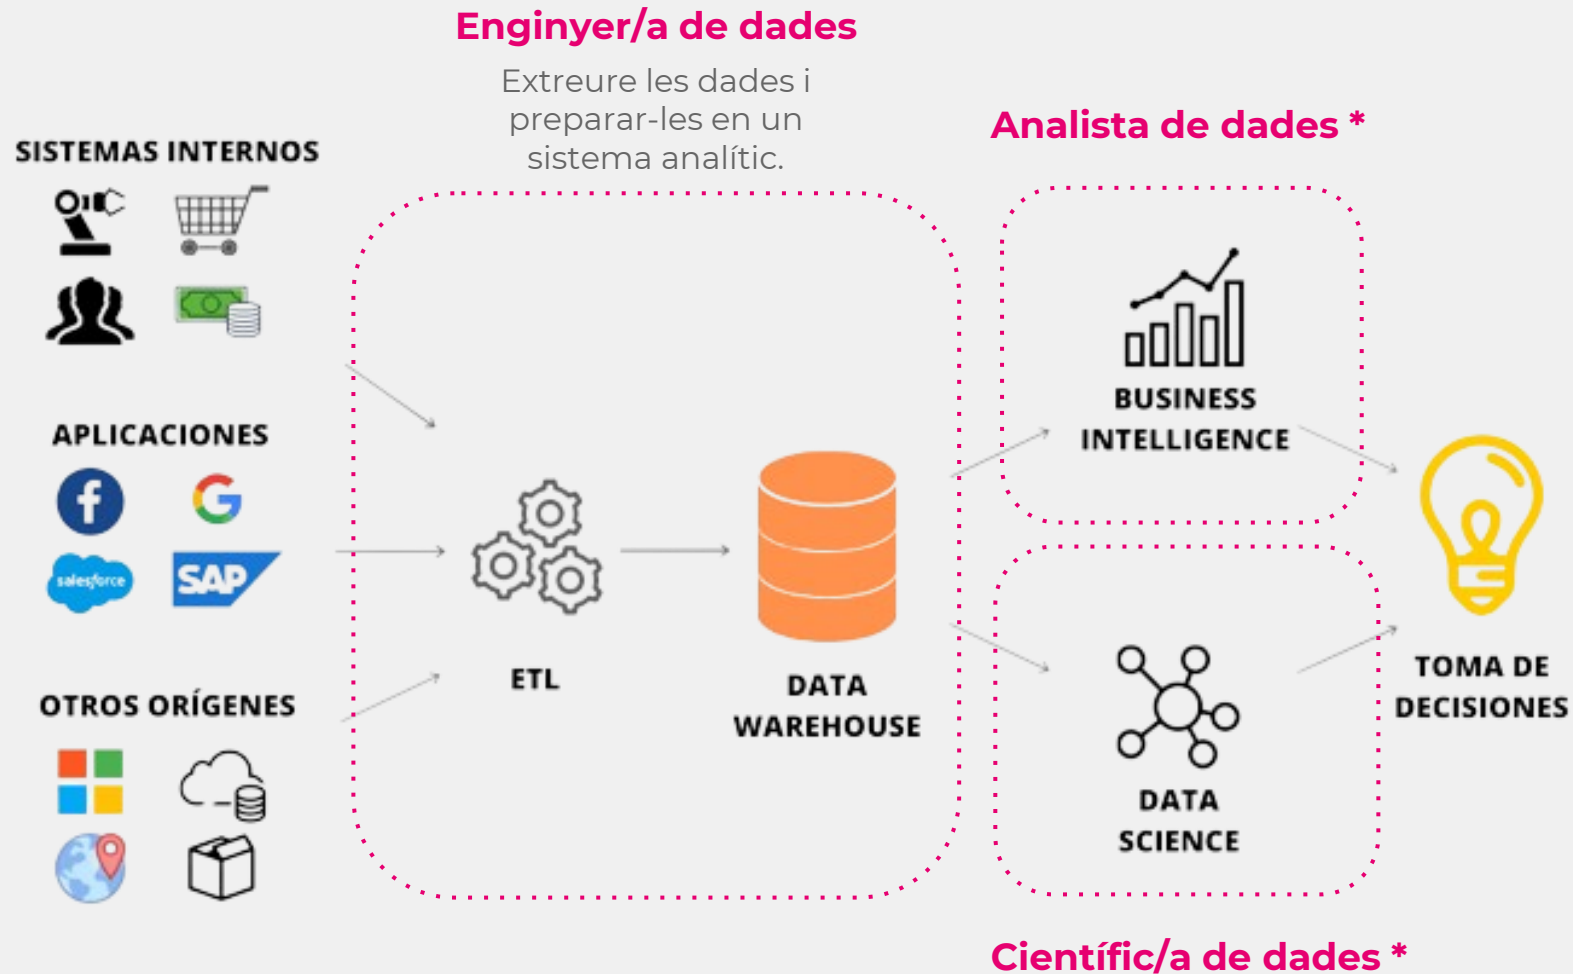 Enginyer/a de dades
Extreure les dades i
preparar-les en un
sistema analític.
Analista de dades *
SISTEMAS INTERNOS
APLICACIONES
f
G
salesforce
SAP
OTROS ORÍGENES
ETL
DATA
WAREHOUSE
BUSINESS
INTELLIGENCE
DATA
SCIENCE
TOMA DE
DECISIONES
Científic/a de dades *